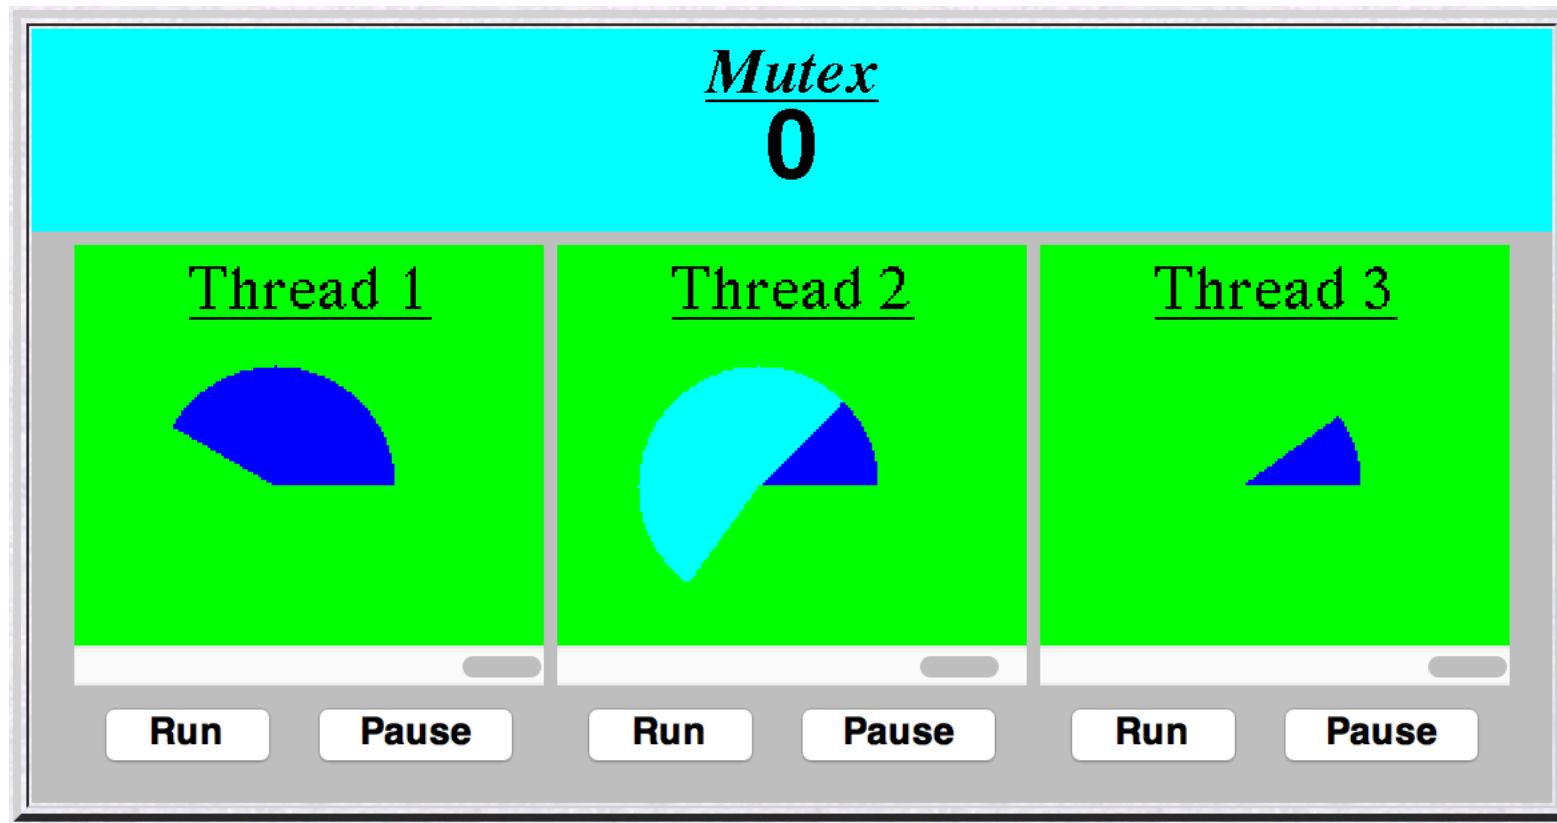 Mutex
0
Thread 1
Thread 2
Thread 3
Run
Pause
Run
Pause
Run
Pause